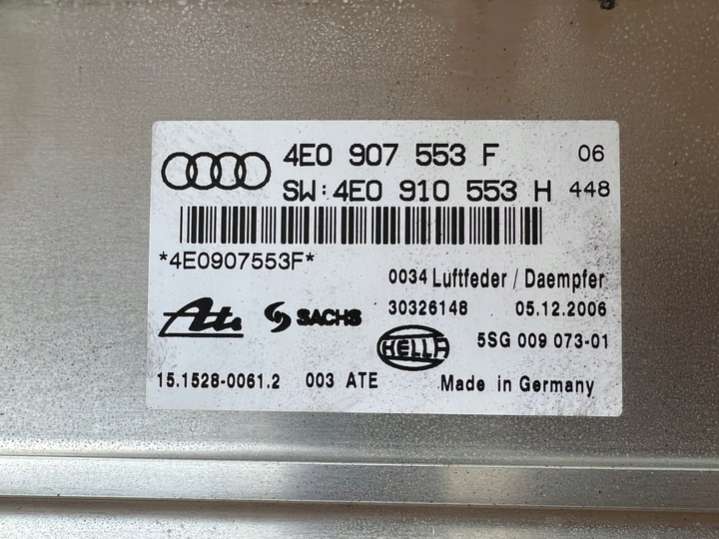 4E0 907 553 F 06
SW:4E0 910 553 H 448
*4E0907553F*
0034 Luftfeder / Daempfer
30326148 05.12.2006
Ate SACHS
HELLA 5SG 009 073-01
15.1528-0061.2 003 ATE Made in Germany